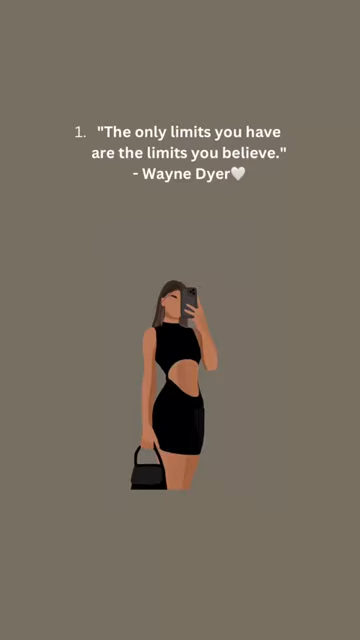 1. "The only limits you have
are the limits you believe."
- Wayne Dyer🤍